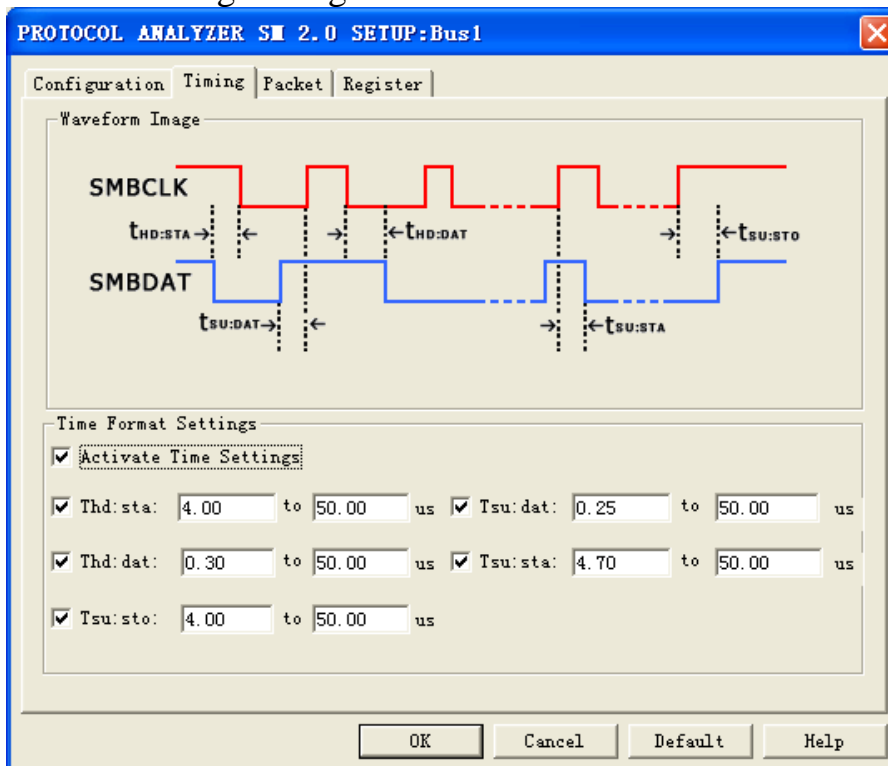 PROTOCOL ANALYZER SM 2.0 SETUP:Bus1
Configuration Timing Packet Register
Waveform Image
SMBCLK
tHD:STA tHD:DAT tSU:STO
SMBDAT
tSU:DAT tSU:STA
Time Format Settings
Activate Time Settings
Thd:sta: 4.00 to 50.00 us Tsu:dat: 0.25 to 50.00 us
Thd:dat: 0.30 to 50.00 us Tsu:sta: 4.70 to 50.00 us
Tsu:sto: 4.00 to 50.00 us
OK Cancel Default Help